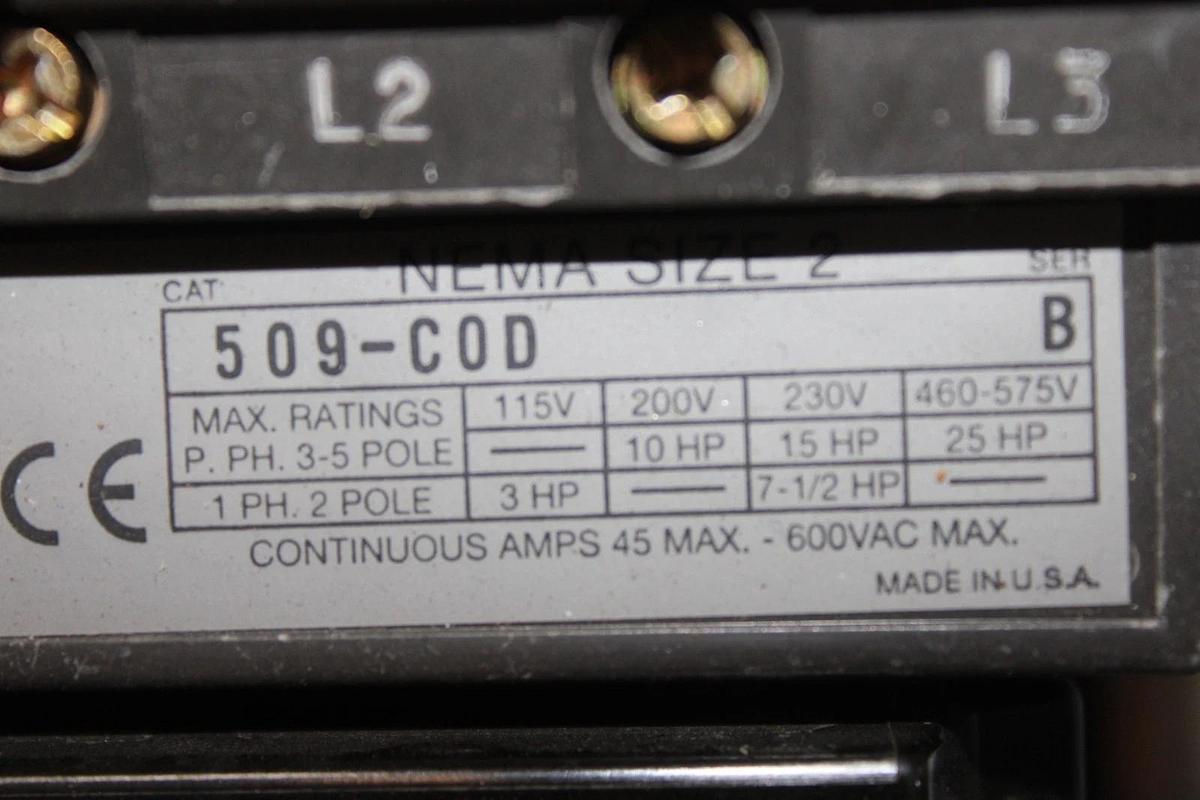 L2 L3
NEMA SIZE 2
CAT SER
509-COD B
MAX. RATINGS 115V 200V 230V 460-575V
P. PH. 3-5 POLE — 10 HP 15 HP 25 HP
1 PH. 2 POLE 3 HP — 7-1/2 HP —
CE
CONTINUOUS AMPS 45 MAX. - 600VAC MAX.
MADE IN U.S.A.